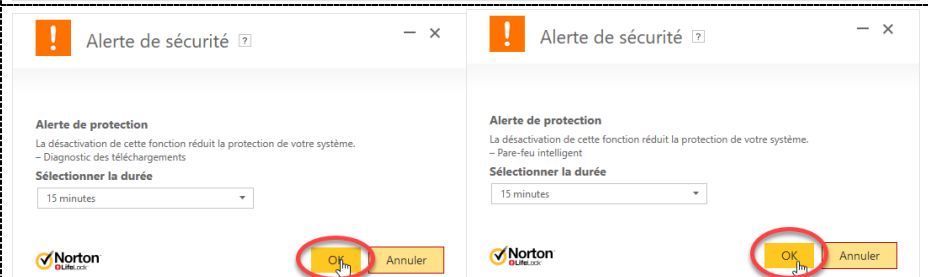 Alerte de sécurité ?
Alerte de protection
La désactivation de cette fonction réduit la protection de votre système.
– Diagnostic des téléchargements
Sélectionner la durée
15 minutes
Norton
LifeLock
OK Annuler
Alerte de sécurité ?
Alerte de protection
La désactivation de cette fonction réduit la protection de votre système.
– Pare-feu intelligent
Sélectionner la durée
15 minutes
Norton
LifeLock
OK Annuler